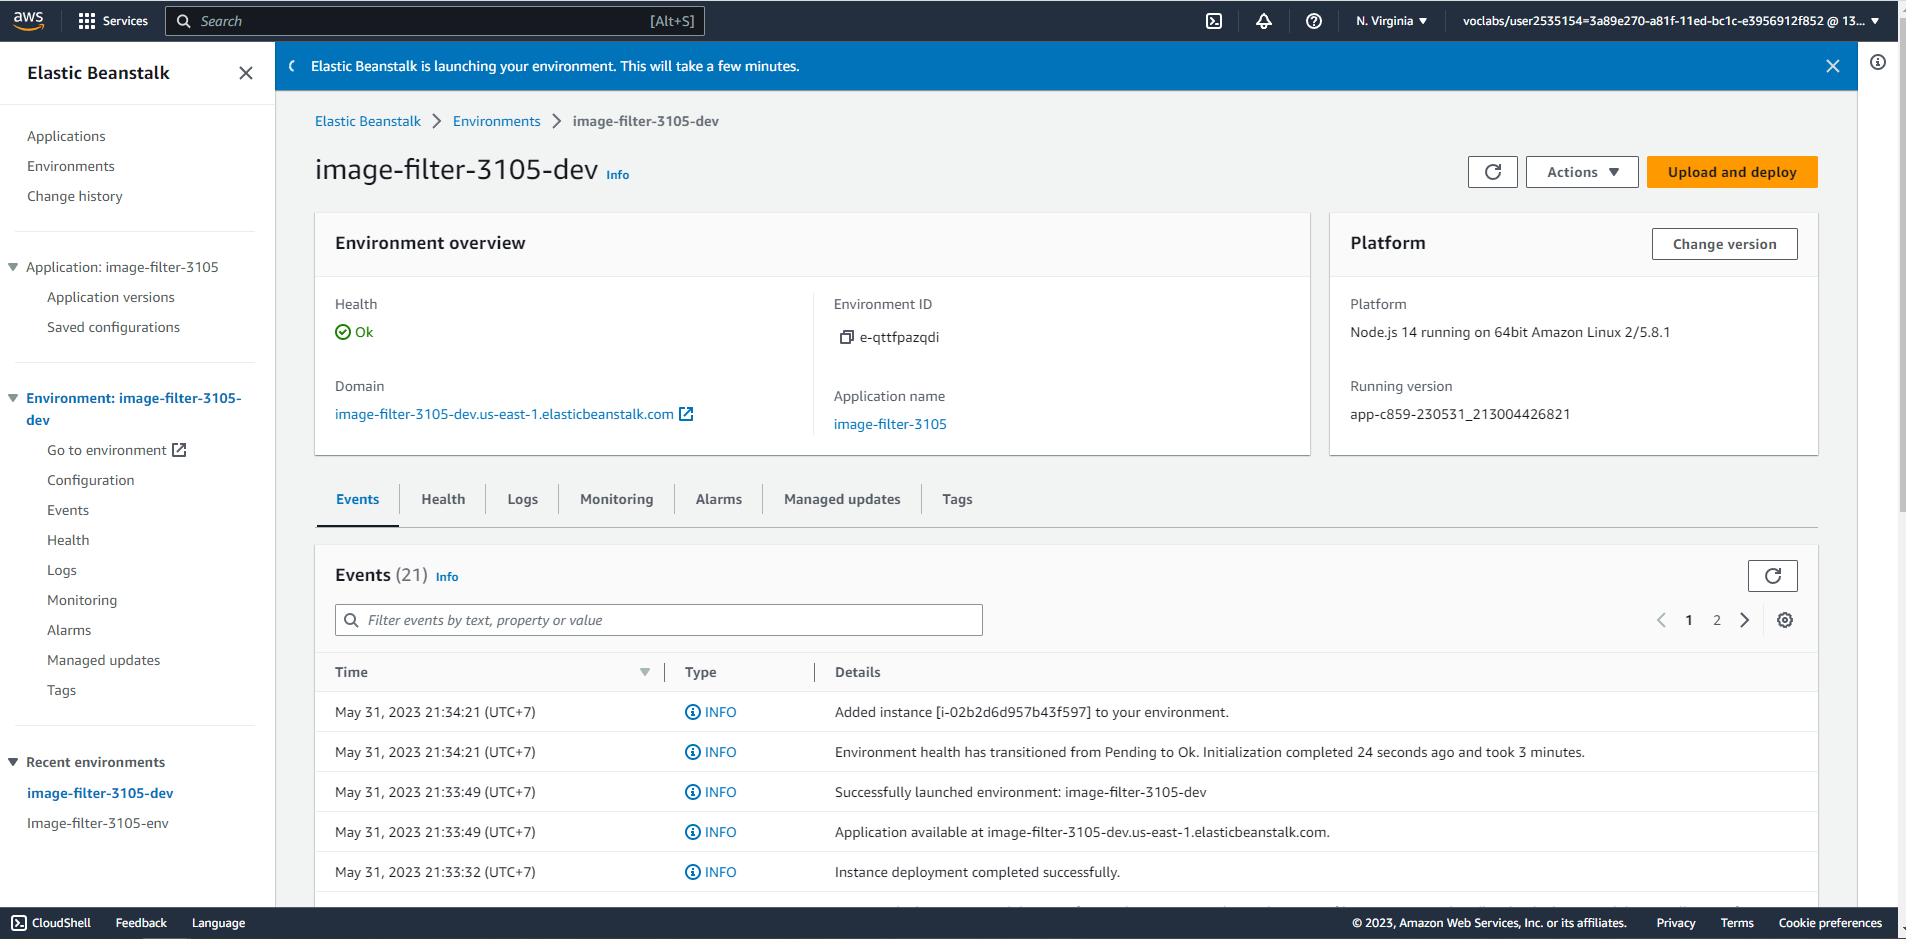 aws
Services
Search
[Alt+S]
N. Virginia
voclabs/user2535154=3a89e270-a81f-11ed-bc1c-e3956912f852 @ 13...
Elastic Beanstalk
Applications
Environments
Change history
Application: image-filter-3105
Application versions
Saved configurations
Environment: image-filter-3105-
dev
Go to environment
Configuration
Events
Health
Logs
Monitoring
Alarms
Managed updates
Tags
Recent environments
image-filter-3105-dev
Image-filter-3105-env
Elastic Beanstalk is launching your environment. This will take a few minutes.
Elastic Beanstalk
Environments
image-filter-3105-dev
image-filter-3105-dev Info
Actions
Upload and deploy
Environment overview
Health
Ok
Domain
image-filter-3105-dev.us-east-1.elasticbeanstalk.com
Environment ID
e-qttfpazqdi
Application name
image-filter-3105
Platform
Change version
Platform
Node.js 14 running on 64bit Amazon Linux 2/5.8.1
Running version
app-c859-230531_213004426821
Events
Health
Logs
Monitoring
Alarms
Managed updates
Tags
Events (21) Info
Filter events by text, property or value
1
2
Time
Type
Details
May 31, 2023 21:34:21 (UTC+7) INFO Added instance [i-02b2d6d957b43f597] to your environment.
May 31, 2023 21:34:21 (UTC+7) INFO Environment health has transitioned from Pending to Ok. Initialization completed 24 seconds ago and took 3 minutes.
May 31, 2023 21:33:49 (UTC+7) INFO Successfully launched environment: image-filter-3105-dev
May 31, 2023 21:33:49 (UTC+7) INFO Application available at image-filter-3105-dev.us-east-1.elasticbeanstalk.com.
May 31, 2023 21:33:32 (UTC+7) INFO Instance deployment completed successfully.
CloudShell
Feedback
Language
© 2023, Amazon Web Services, Inc. or its affiliates.
Privacy
Terms
Cookie preferences